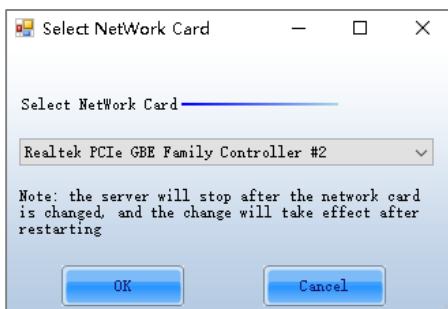 Select NetWork Card
Select NetWork Card
Realtek PCIe GBE Family Controller #2
Note: the server will stop after the network card
is changed, and the change will take effect after
restarting
OK
Cancel